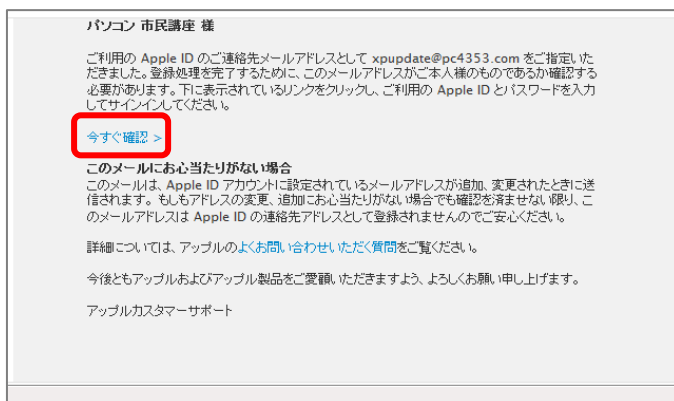 パソコン 市民講座 様
ご利用の Apple ID のご連絡先メールアドレスとして xpupdate@pc4353.com をご指定いた
だきました。登録処理を完了するために、このメールアドレスがご本人様のものであるか確認する
必要があります。下に表示されているリンクをクリックし、ご利用の Apple ID とパスワードを入力
してサインインしてください。
今すぐ確認 >
このメールにお心当たりがない場合
このメールは、Apple ID アカウントに設定されているメールアドレスが追加、変更されたときに送
信されます。もしもアドレスの変更、追加にお心当たりがない場合でも確認を済ませない限り、こ
のメールアドレスは Apple ID の連絡先アドレスとして登録されませんのでご安心ください。
詳細については、アップルのよくお問い合わせいただく質問をご覧ください。
今後ともアップルおよびアップル製品をご愛顧いただきますよう、よろしくお願い申し上げます。
アップルカスタマーサポート